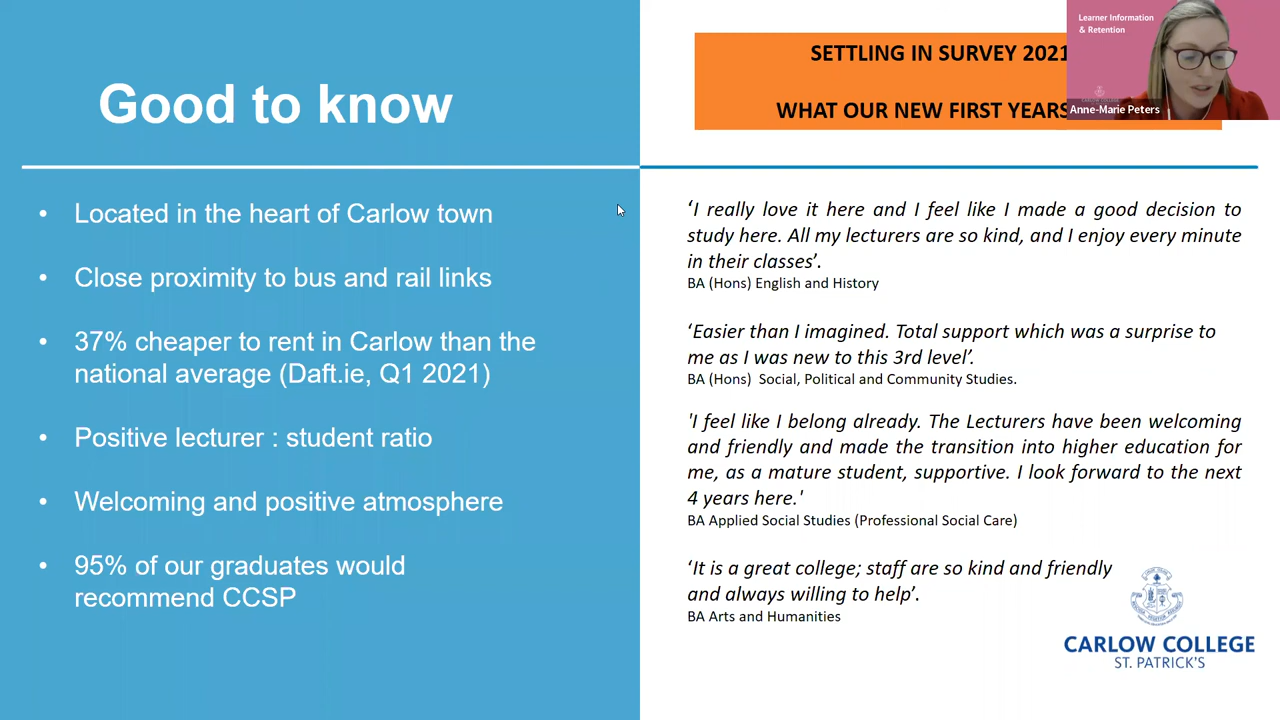 Good to know
• Located in the heart of Carlow town
• Close proximity to bus and rail links
• 37% cheaper to rent in Carlow than the
national average (Daft.ie, Q1 2021)
• Positive lecturer : student ratio
• Welcoming and positive atmosphere
• 95% of our graduates would
recommend CCSP
SETTLING IN SURVEY 2021
WHAT OUR NEW FIRST YEARS
Learner Information
& Retention
Anne-Marie Peters
‘I really love it here and I feel like I made a good decision to
study here. All my lecturers are so kind, and I enjoy every minute
in their classes’.
BA (Hons) English and History
‘Easier than I imagined. Total support which was a surprise to
me as I was new to this 3rd level’.
BA (Hons) Social, Political and Community Studies.
'I feel like I belong already. The Lecturers have been welcoming
and friendly and made the transition into higher education for
me, as a mature student, supportive. I look forward to the next
4 years here.'
BA Applied Social Studies (Professional Social Care)
‘It is a great college; staff are so kind and friendly
and always willing to help’.
BA Arts and Humanities
CARLOW COLLEGE
ST. PATRICK'S